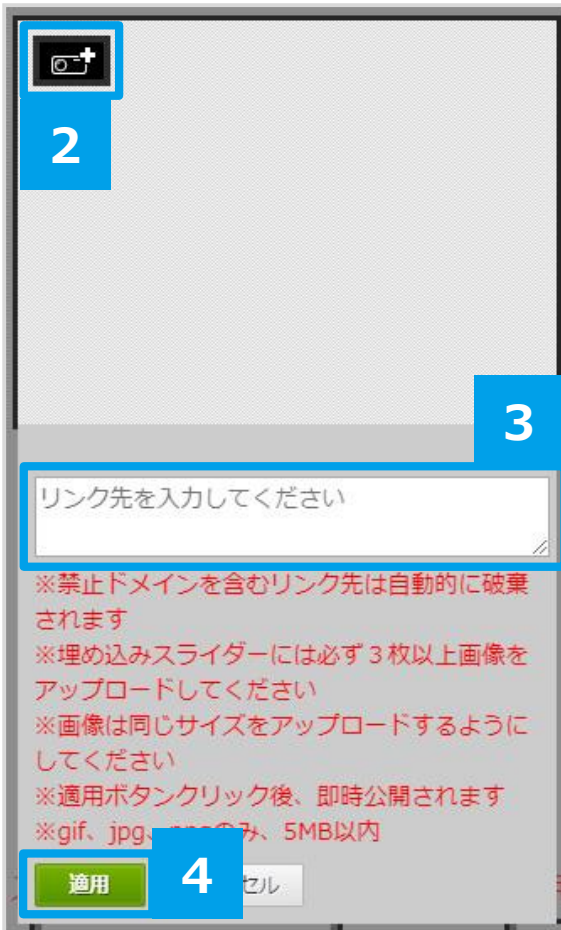 2
3
リンク先を入力してください
※禁止ドメインを含むリンク先は自動的に破棄
されます
※埋め込みスライダーには必ず３枚以上画像を
アップロードしてください
※画像は同じサイズをアップロードするように
してください
※適用ボタンクリック後、即時公開されます
※gif、jpg、pngのみ、5MB以内
適用
4
セル